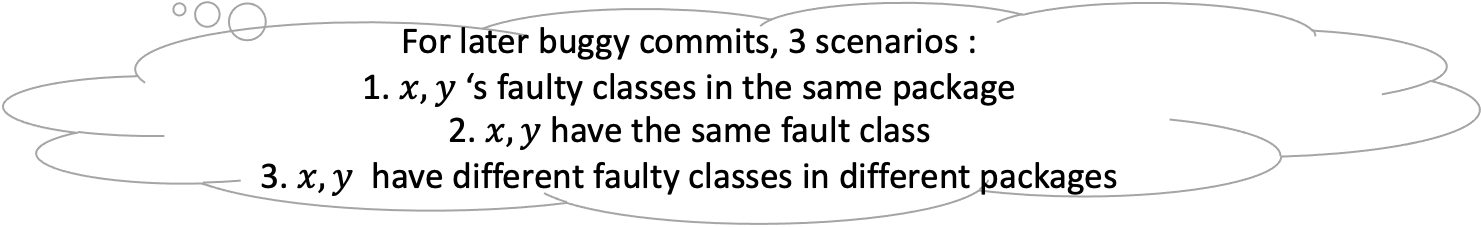 For later buggy commits, 3 scenarios :
1. x, y ‘s faulty classes in the same package
2. x, y have the same fault class
3. x, y have different faulty classes in different packages